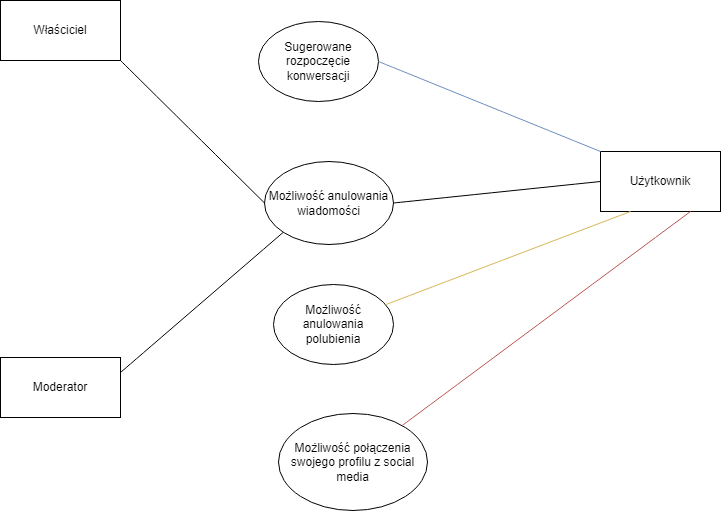 Właściciel
Sugerowane
rozpoczęcie
konwersacji
Możliwość anulowania
wiadomości
Użytkownik
Możliwość
anulowania
polubienia
Moderator
Możliwość połączenia
swojego profilu z social
media